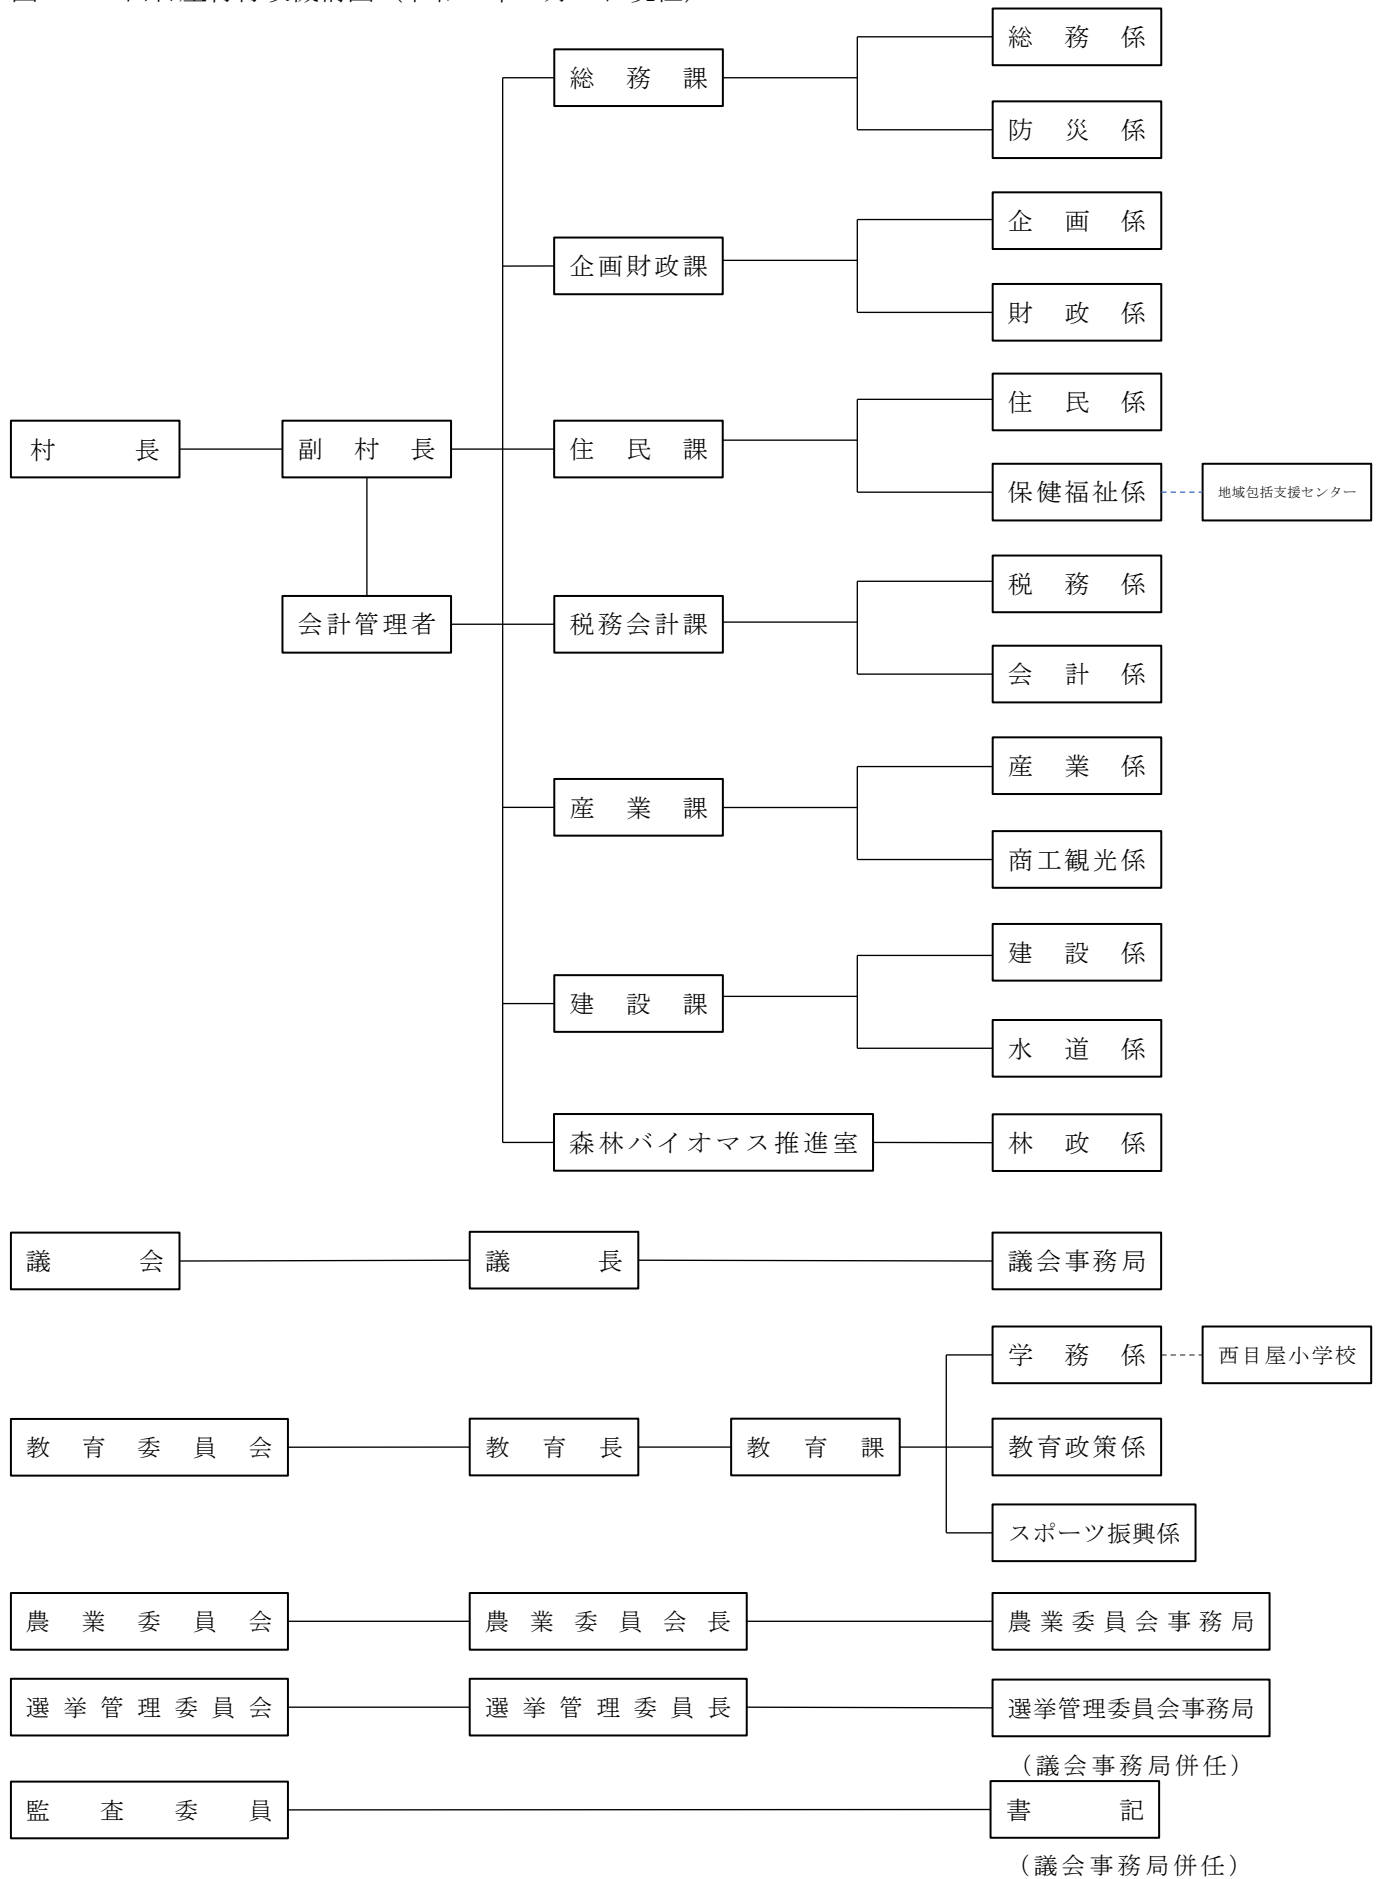 総務係
総務課
防災係
企画係
企画財政課
財政係
住民係
村長
副村長
住民課
保健福祉係
地域包括支援センター
税務係
会計管理者
税務会計課
会計係
産業係
産業課
商工観光係
建設係
建設課
水道係
森林バイオマス推進室
林政係
議会
議長
議会事務局
学務係
西目屋小学校
教育委員会
教育長
教育課
教育政策係
スポーツ振興係
農業委員会
農業委員会長
農業委員会事務局
選挙管理委員会
選挙管理委員長
選挙管理委員会事務局
（議会事務局併任）
監査委員
書記
（議会事務局併任）